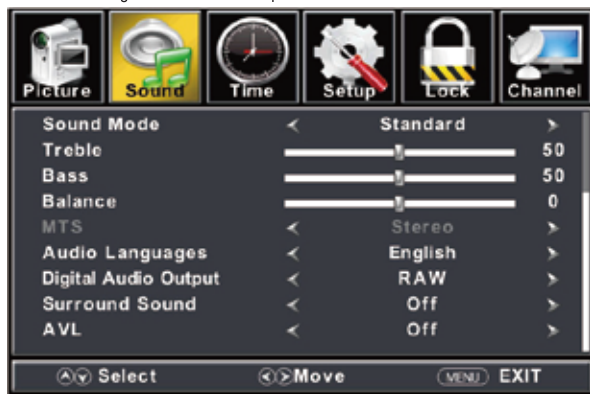 Picture Sound Time Setup Lock Channel
Sound Mode Standard
Treble 50
Bass 50
Balance 0
MTS Stereo
Audio Languages English
Digital Audio Output RAW
Surround Sound Off
AVL Off
Select Move MENU EXIT